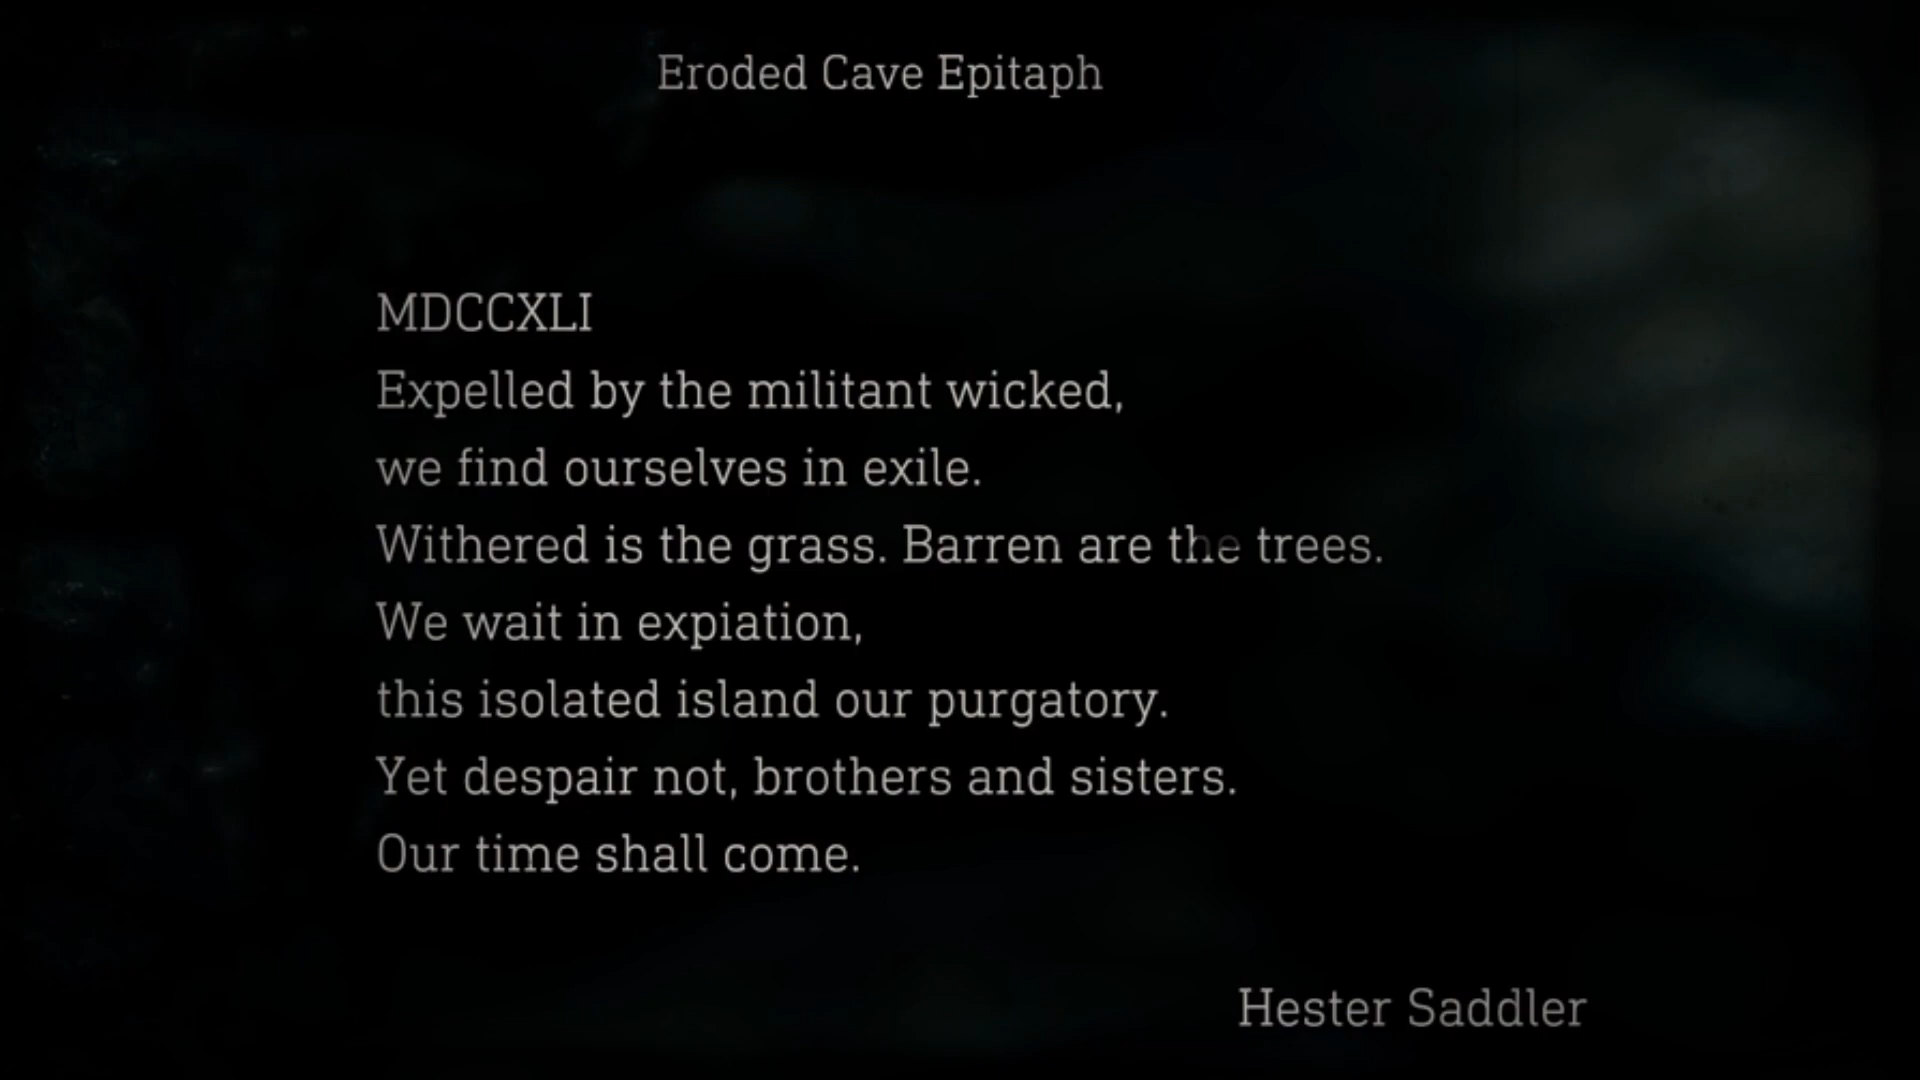 Eroded Cave Epitaph
MDCCXLI
Expelled by the militant wicked,
we find ourselves in exile.
Withered is the grass. Barren are the trees.
We wait in expiation,
this isolated island our purgatory.
Yet despair not, brothers and sisters.
Our time shall come.
Hester Saddler